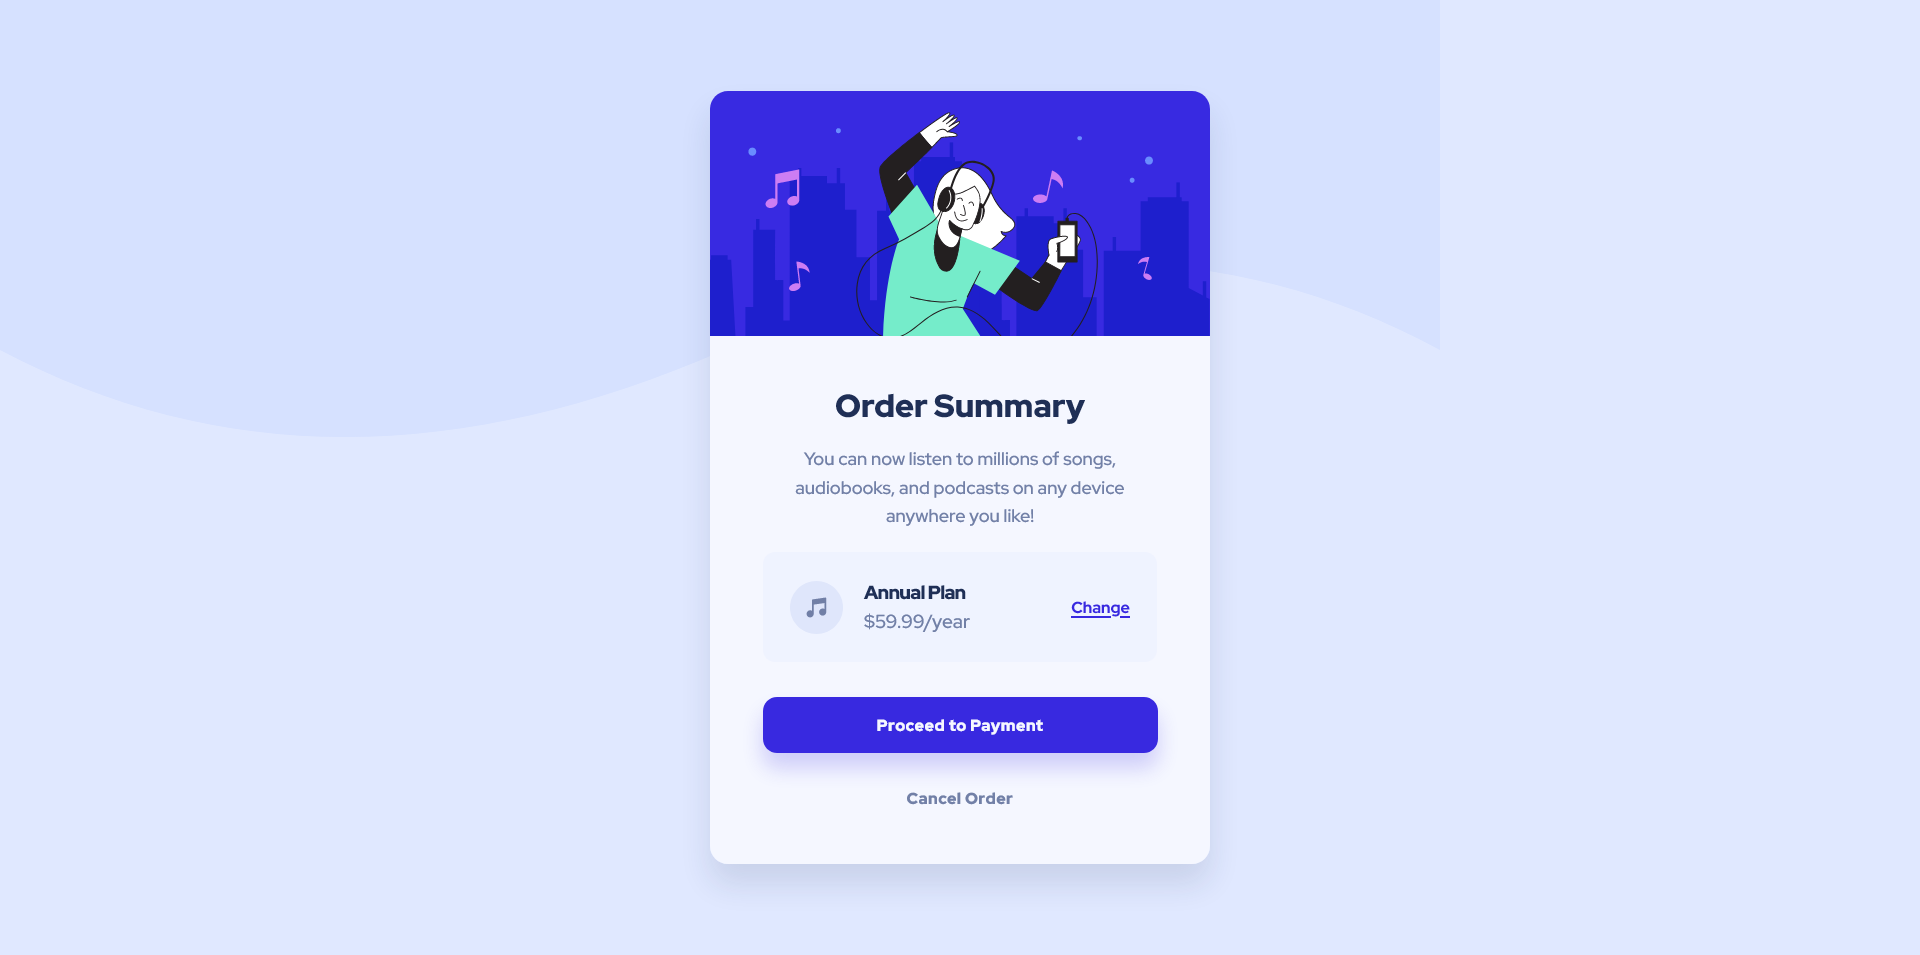 Order Summary
You can now listen to millions of songs,
audiobooks, and podcasts on any device
anywhere you like!
Annual Plan
$59.99/year
Change
Proceed to Payment
Cancel Order